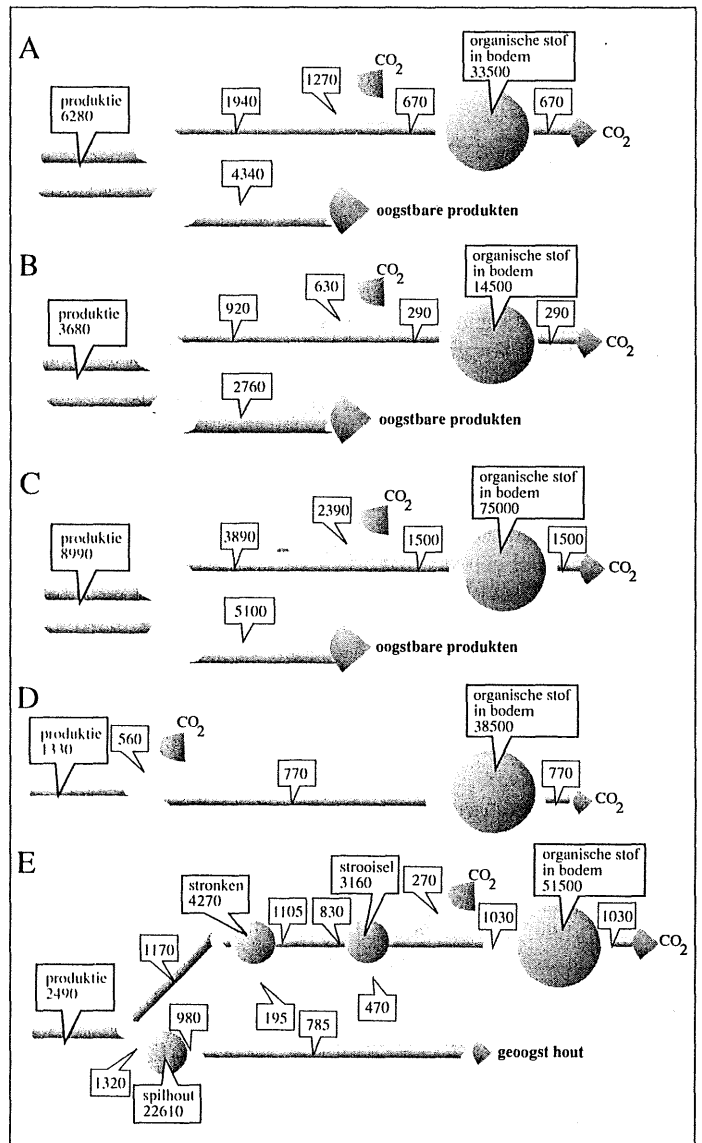 A
produktie
6280
1940
1270
CO2
670
organische stof
in bodem
33500
670
CO2
4340
oogstbare produkten
B
produktie
3680
920
630
CO2
290
organische stof
in bodem
14500
290
CO2
2760
oogstbare produkten
C
produktie
8990
3890
2390
CO2
1500
organische stof
in bodem
75000
1500
CO2
5100
oogstbare produkten
D
produktie
1330
560
CO2
770
organische stof
in bodem
38500
770
CO2
E
produktie
2490
1170
stronken
4270
1105
830
strooisel
3160
270
CO2
1030
organische stof
in bodem
51500
1030
CO2
195
470
1320
980
spilhout
22610
785
geoogst hout